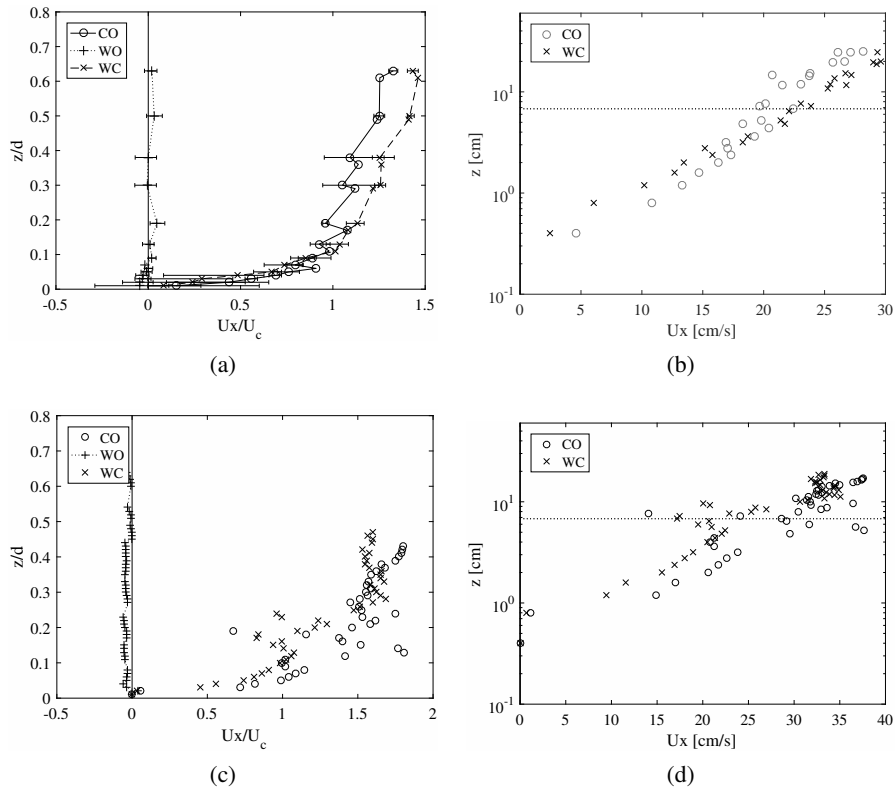 0.8
0.7
0.6
0.5
0.4
0.3
0.2
0.1
0
z/d
CO
WO
WC
-0.5 0 0.5 1 1.5
Ux/U_c
(a)
10^1
10^0
10^-1
z [cm]
CO
WC
0 5 10 15 20 25 30
Ux [cm/s]
(b)
0.8
0.7
0.6
0.5
0.4
0.3
0.2
0.1
0
z/d
CO
WO
WC
-0.5 0 0.5 1 1.5 2
Ux/U_c
(c)
10^1
10^0
10^-1
z [cm]
CO
WC
0 5 10 15 20 25 30 35 40
Ux [cm/s]
(d)